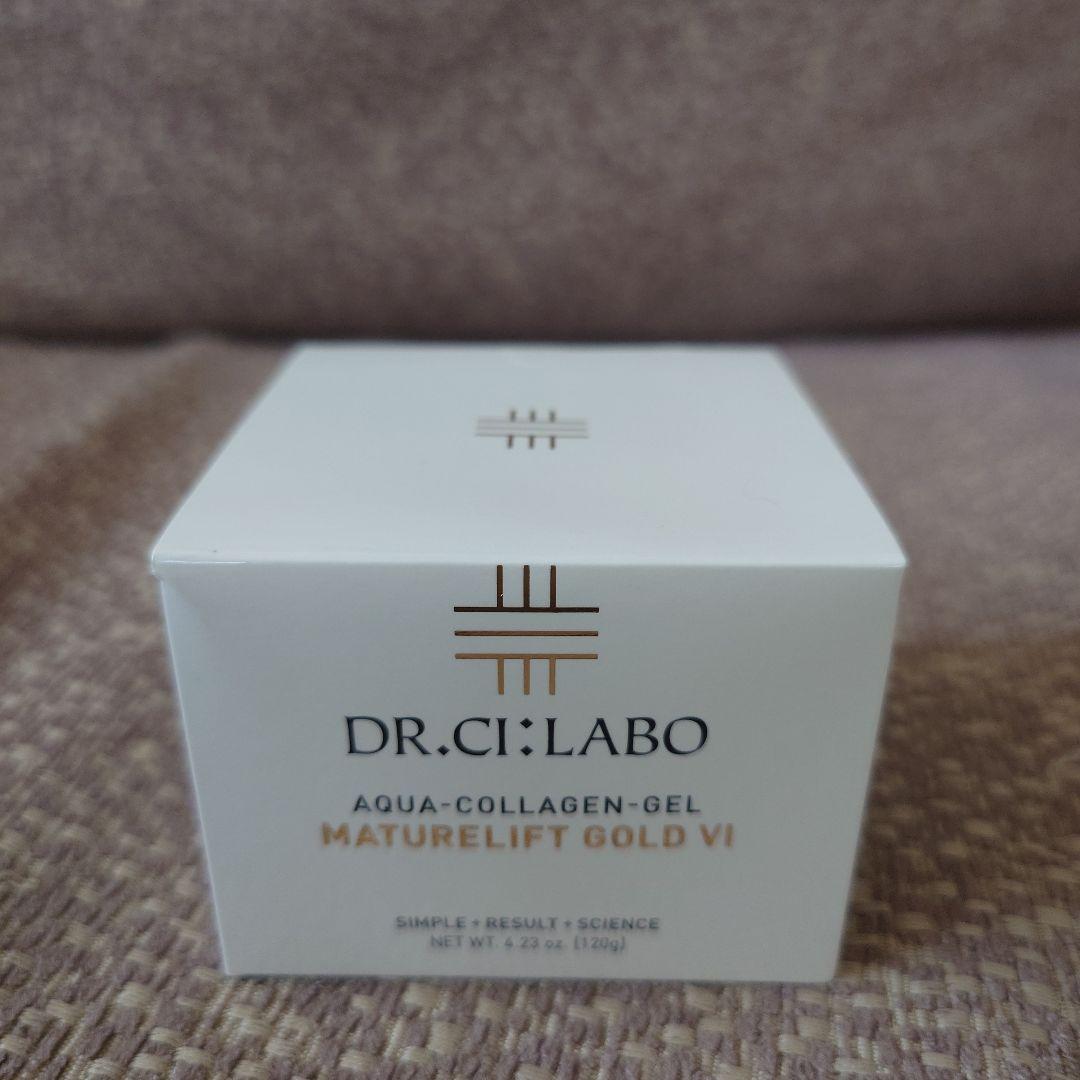 DR.CI:LABO
AQUA-COLLAGEN-GEL
MATURELIFT GOLD VI
SIMPLE + RESULT + SCIENCE
NET WT. 4.23 oz. (120g)